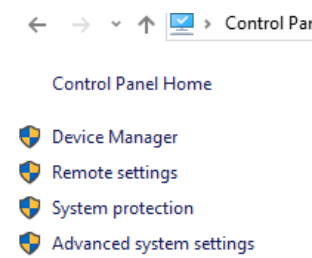 Control Par
Control Panel Home
Device Manager
Remote settings
System protection
Advanced system settings